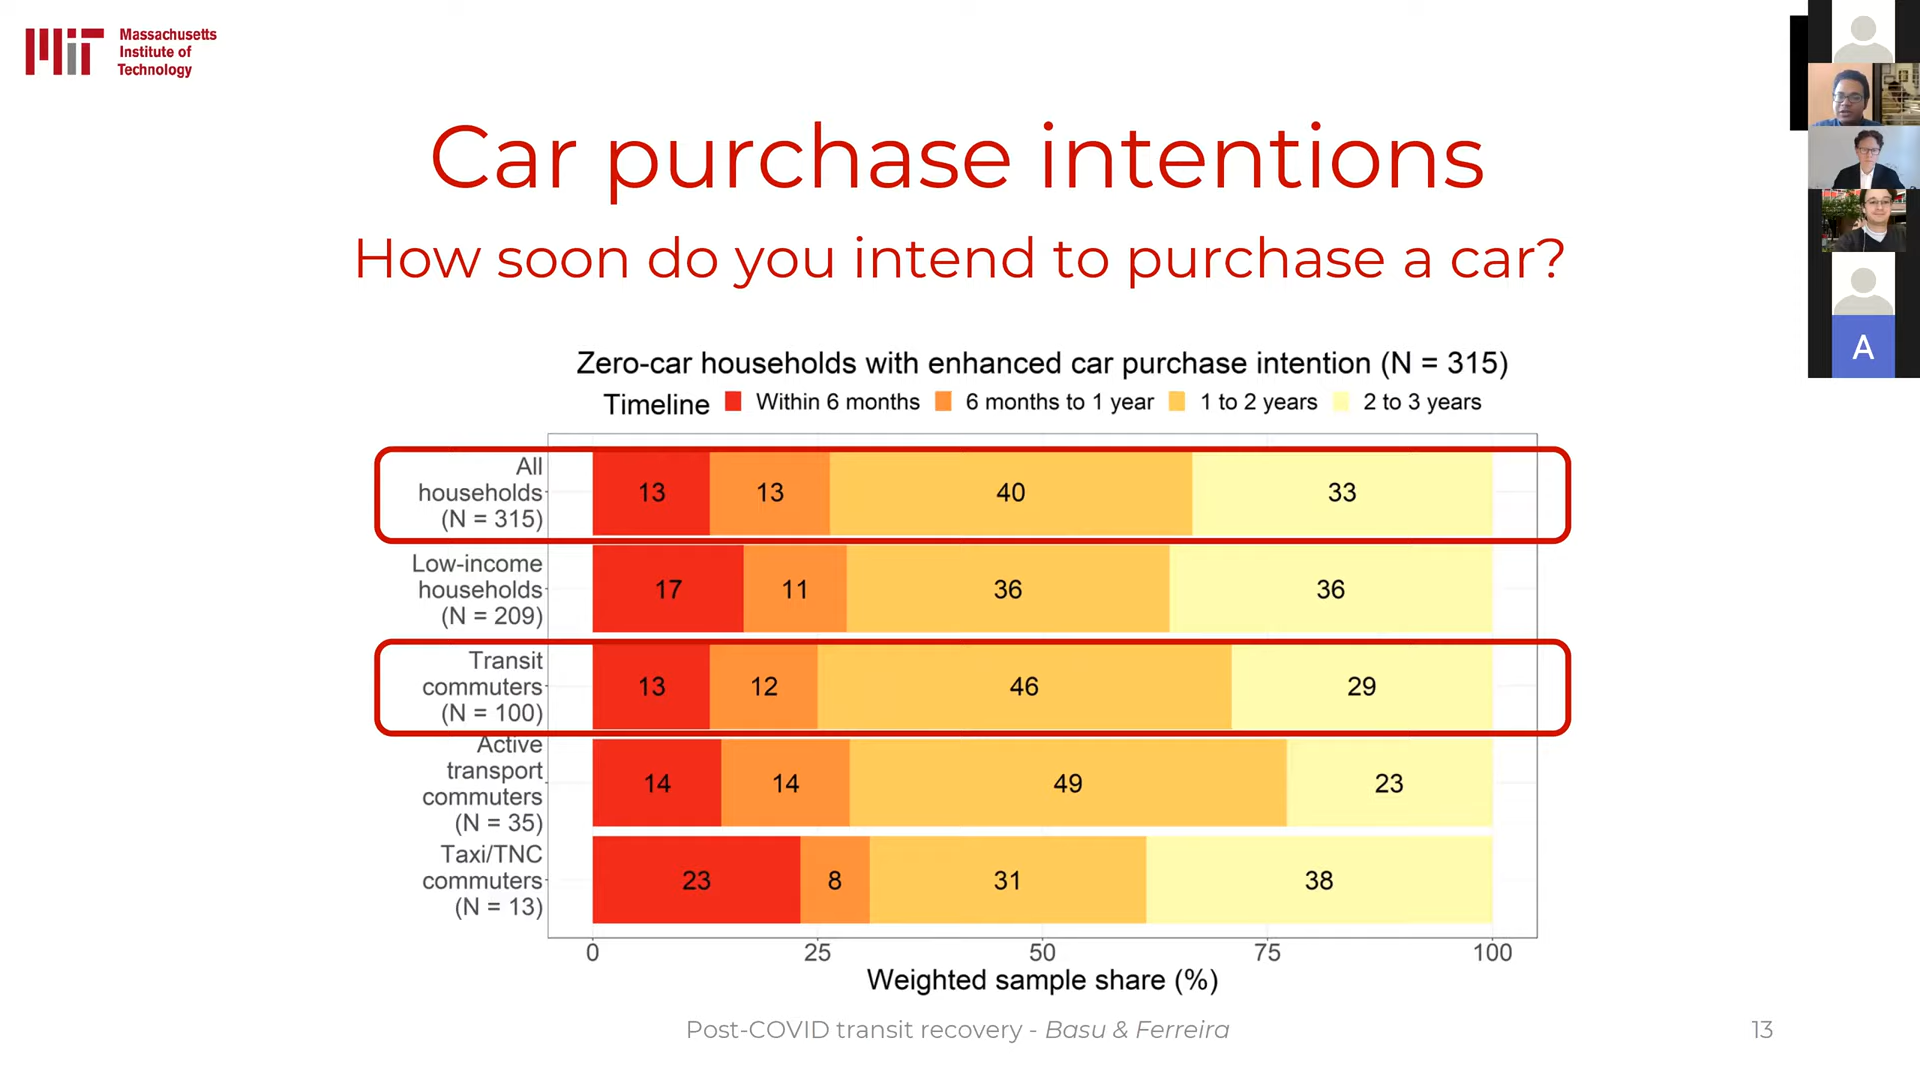 Massachusetts
Institute of
Technology
Car purchase intentions
How soon do you intend to purchase a car?
Zero-car households with enhanced car purchase intention (N = 315)
Timeline Within 6 months 6 months to 1 year 1 to 2 years 2 to 3 years
All
households
(N = 315)
13 13 40 33
Low-income
households
(N = 209)
17 11 36 36
Transit
commuters
(N = 100)
13 12 46 29
Active
transport
commuters
(N = 35)
14 14 49 23
Taxi/TNC
commuters
(N = 13)
23 8 31 38
0 25 50 75 100
Weighted sample share (%)
Post-COVID transit recovery - Basu & Ferreira
13
A